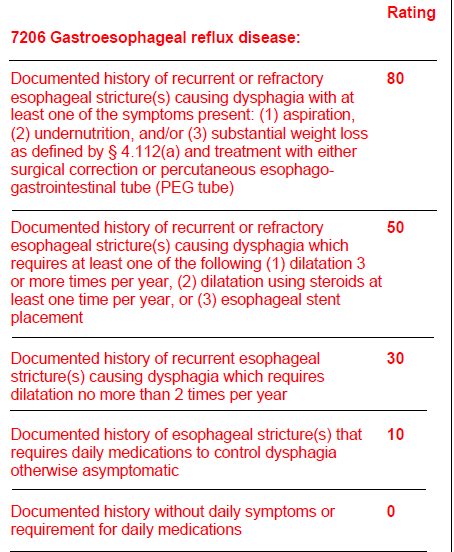 Rating
7206 Gastroesophageal reflux disease:
Documented history of recurrent or refractory 80
esophageal stricture(s) causing dysphagia with at
least one of the symptoms present: (1) aspiration,
(2) undernutrition, and/or (3) substantial weight loss
as defined by § 4.112(a) and treatment with either
surgical correction or percutaneous esophago-
gastrointestinal tube (PEG tube)
Documented history of recurrent or refractory 50
esophageal stricture(s) causing dysphagia which
requires at least one of the following (1) dilatation 3
or more times per year, (2) dilatation using steroids at
least one time per year, or (3) esophageal stent
placement
Documented history of recurrent esophageal 30
stricture(s) causing dysphagia which requires
dilatation no more than 2 times per year
Documented history of esophageal stricture(s) that 10
requires daily medications to control dysphagia
otherwise asymptomatic
Documented history without daily symptoms or 0
requirement for daily medications